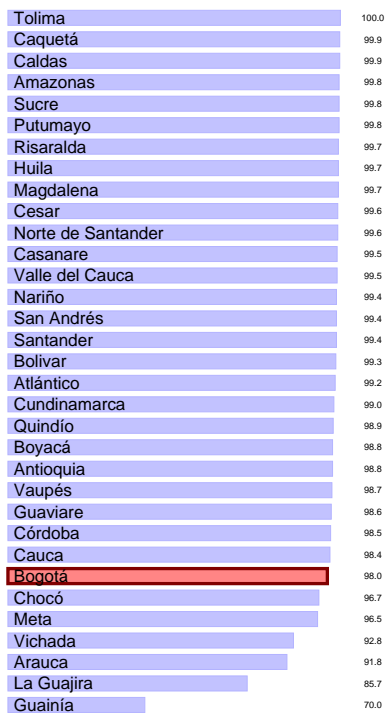 Tolima 100.0
Caquetá 99.9
Caldas 99.9
Amazonas 99.8
Sucre 99.8
Putumayo 99.8
Risaralda 99.7
Huila 99.7
Magdalena 99.7
Cesar 99.6
Norte de Santander 99.6
Casanare 99.5
Valle del Cauca 99.5
Nariño 99.4
San Andrés 99.4
Santander 99.4
Bolivar 99.3
Atlántico 99.2
Cundinamarca 99.0
Quindío 98.9
Boyacá 98.8
Antioquia 98.8
Vaupés 98.7
Guaviare 98.6
Córdoba 98.5
Cauca 98.4
Bogotá 98.0
Chocó 96.7
Meta 96.5
Vichada 92.8
Arauca 91.8
La Guajira 85.7
Guainía 70.0